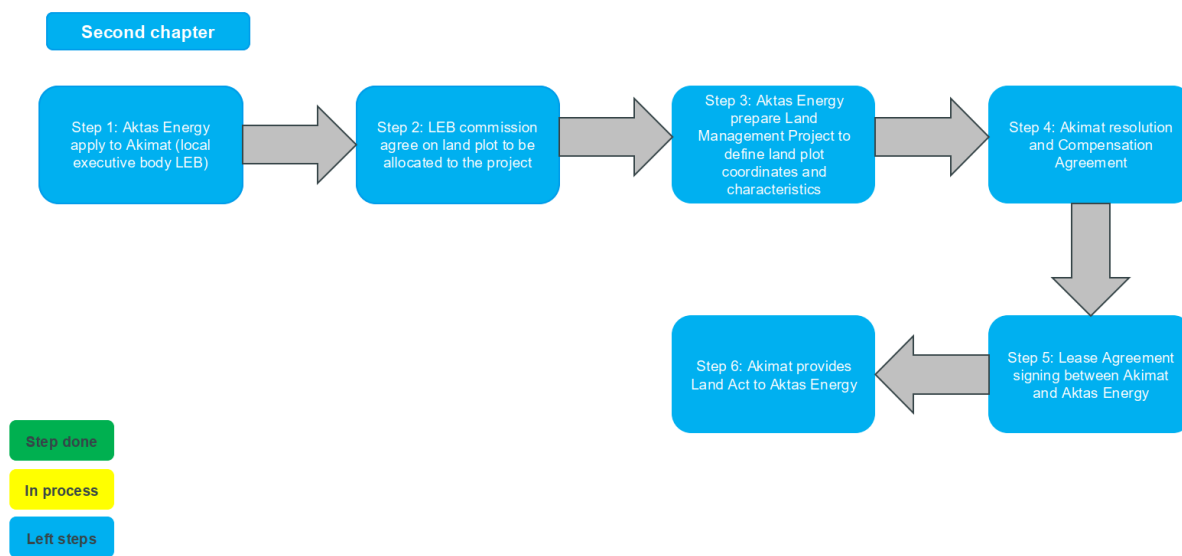 Second chapter
Step 1: Aktas Energy
apply to Akimat (local
executive body LEB)
Step 2: LEB commission
agree on land plot to be
allocated to the project
Step 3: Aktas Energy
prepare Land
Management Project to
define land plot
coordinates and
characteristics
Step 4: Akimat resolution
and Compensation
Agreement
Step 5: Lease Agreement
signing between Akimat
and Aktas Energy
Step 6: Akimat provides
Land Act to Aktas Energy
Step done
In process
Left steps